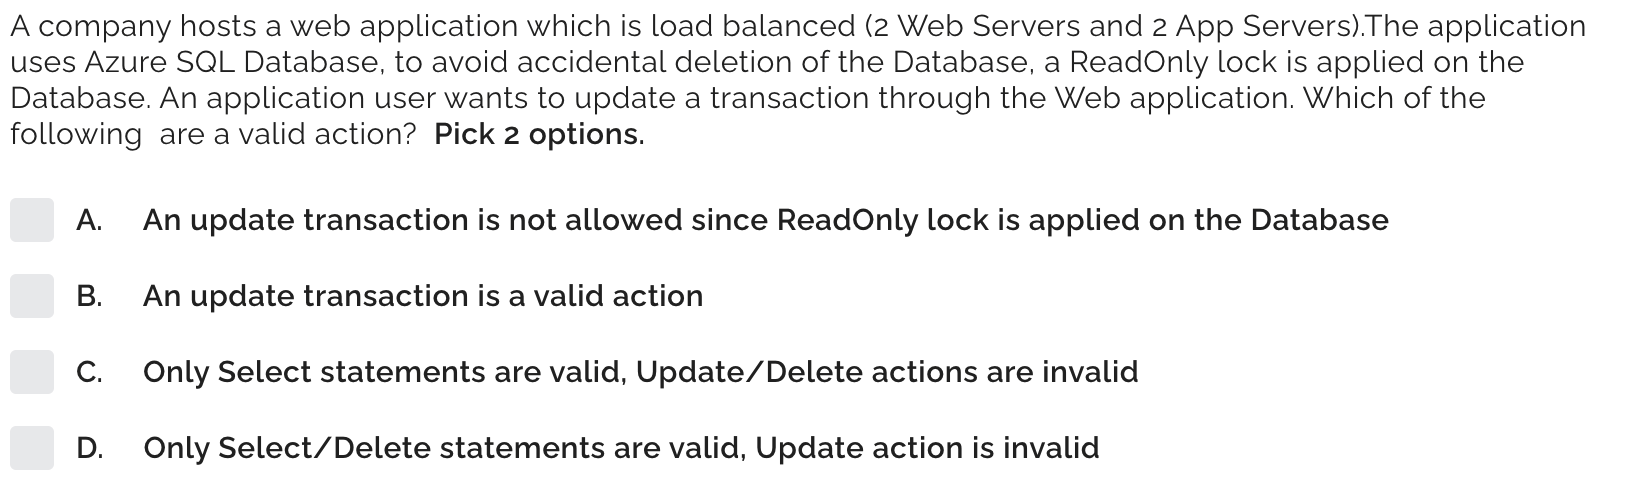 A company hosts a web application which is load balanced (2 Web Servers and 2 App Servers).The application
uses Azure SQL Database, to avoid accidental deletion of the Database, a ReadOnly lock is applied on the
Database. An application user wants to update a transaction through the Web application. Which of the
following  are a valid action?  Pick 2 options.
A. An update transaction is not allowed since ReadOnly lock is applied on the Database
B. An update transaction is a valid action
C. Only Select statements are valid, Update/Delete actions are invalid
D. Only Select/Delete statements are valid, Update action is invalid